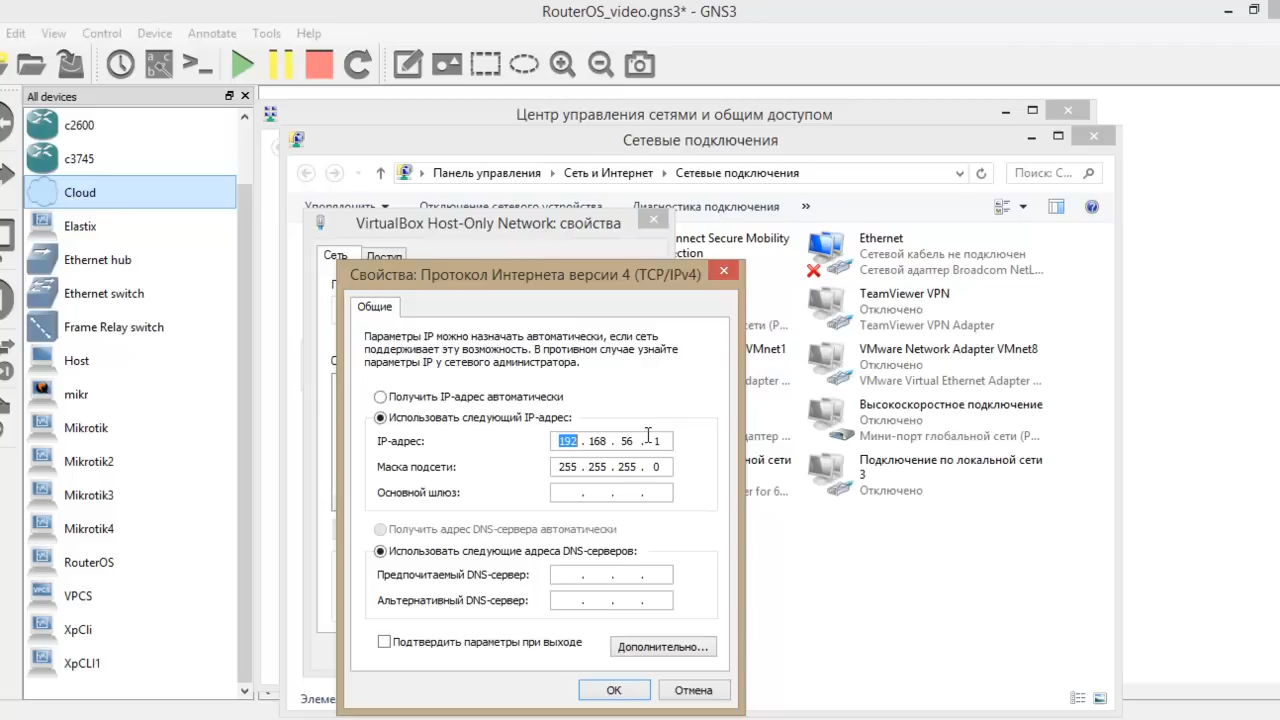 RouterOS_video.gns3* - GNS3
Edit View Control Device Annotate Tools Help
All devices
c2600
c3745
Cloud
Elastix
Ethernet hub
Ethernet switch
Frame Relay switch
Host
mikr
Mikrotik
Mikrotik2
Mikrotik3
Mikrotik4
RouterOS
VPCS
XpCli
XpCLI1
Центр управления сетями и общим доступом
Сетевые подключения
Панель управления Сеть и Интернет Сетевые подключения
Поиск: С...
Упорядочить Отключение сетевого устройства Диагностика подключения »
VirtualBox Host-Only Network: свойства
Сеть Доступ
Свойства: Протокол Интернета версии 4 (TCP/IPv4)
Общие
Параметры IP можно назначать автоматически, если сеть
поддерживает эту возможность. В противном случае узнайте
параметры IP у сетевого администратора.
Получить IP-адрес автоматически
Использовать следующий IP-адрес:
IP-адрес: 192 . 168 . 56 . 1
Маска подсети: 255 . 255 . 255 . 0
Основной шлюз: . . .
Получить адрес DNS-сервера автоматически
Использовать следующие адреса DNS-серверов:
Предпочитаемый DNS-сервер: . . .
Альтернативный DNS-сервер: . . .
Подтвердить параметры при выходе
Дополнительно...
OK Отмена
nnect Secure Mobility
ection
VMnet1
dapter ...
ной сети
er for 6...
Ethernet
Сетевой кабель не подключен
Сетевой адаптер Broadcom NetL...
TeamViewer VPN
Отключено
TeamViewer VPN Adapter
VMware Network Adapter VMnet8
Отключено
VMware Virtual Ethernet Adapter ...
Высокоскоростное подключение
Отключено
Мини-порт глобальной сети (P...
Подключение по локальной сети
3
Отключено
Элеме